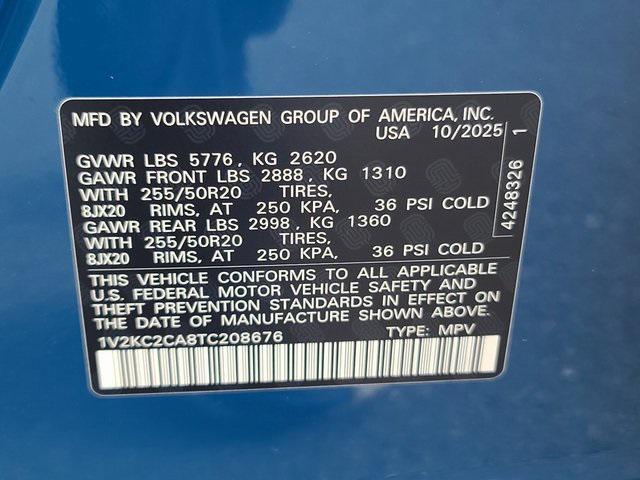 MFD BY VOLKSWAGEN GROUP OF AMERICA, INC.
USA 10/2025
GVWR LBS 5776, KG 2620
GAWR FRONT LBS 2888, KG 1310
WITH 255/50R20 TIRES,
8JX20 RIMS, AT 250 KPA, 36 PSI COLD
GAWR REAR LBS 2998, KG 1360
WITH 255/50R20 TIRES,
8JX20 RIMS, AT 250 KPA, 36 PSI COLD
THIS VEHICLE CONFORMS TO ALL APPLICABLE
U.S. FEDERAL MOTOR VEHICLE SAFETY AND
THEFT PREVENTION STANDARDS IN EFFECT ON
THE DATE OF MANUFACTURE SHOWN ABOVE.
1V2KC2CA8TC208676 TYPE: MPV
4248326 1